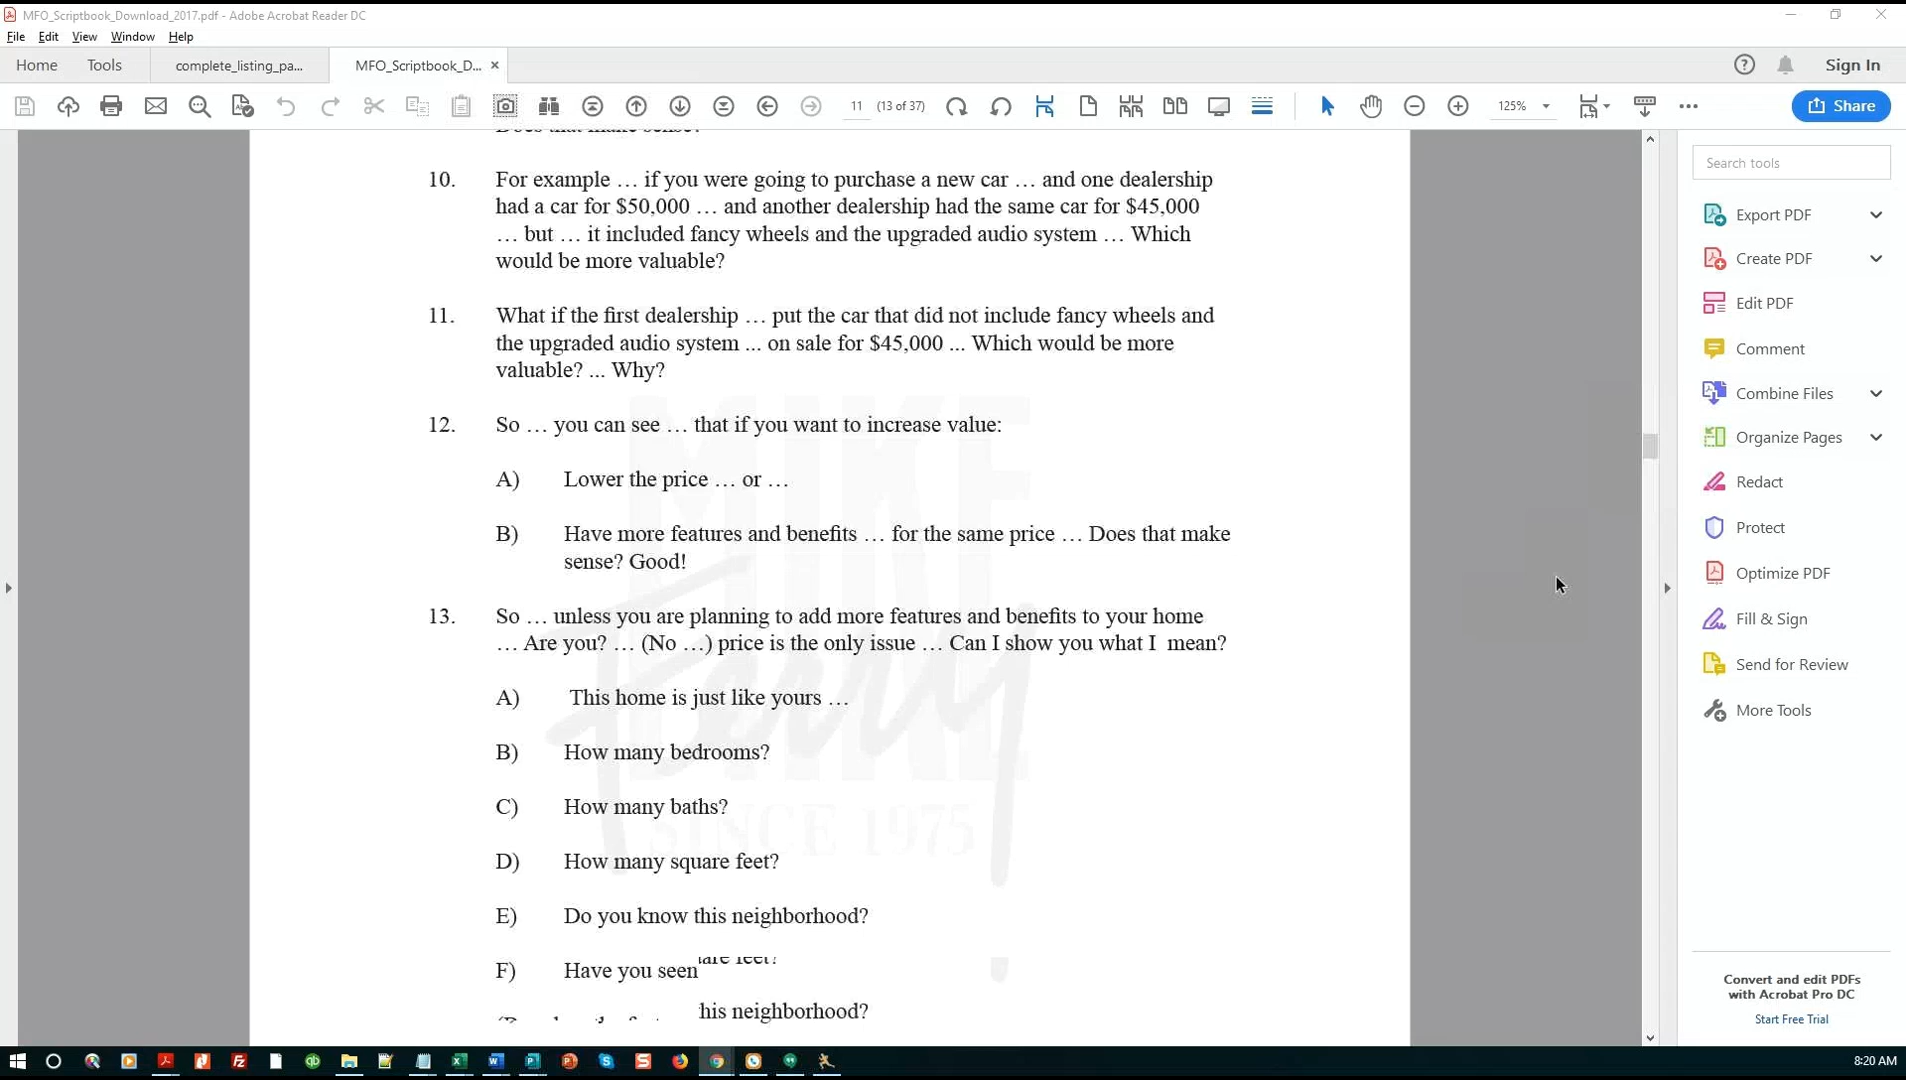 MFO_Scriptbook_Download_2017.pdf - Adobe Acrobat Reader DC
File Edit View Window Help
Home Tools complete_listing_pa... MFO_Scriptbook_D... × Sign In
11 (13 of 37) 125% Share
10. For example … if you were going to purchase a new car … and one dealership
had a car for $50,000 … and another dealership had the same car for $45,000
… but … it included fancy wheels and the upgraded audio system … Which
would be more valuable?
11. What if the first dealership … put the car that did not include fancy wheels and
the upgraded audio system ... on sale for $45,000 ... Which would be more
valuable? ... Why?
12. So … you can see … that if you want to increase value:
A) Lower the price … or …
B) Have more features and benefits … for the same price … Does that make
sense? Good!
13. So … unless you are planning to add more features and benefits to your home
… Are you? … (No …) price is the only issue … Can I show you what I mean?
A) This home is just like yours …
B) How many bedrooms?
C) How many baths?
D) How many square feet?
E) Do you know this neighborhood?
F) Have you seen
his neighborhood?
MIKE
Ferry
SINCE 1975
Search tools
Export PDF
Create PDF
Edit PDF
Comment
Combine Files
Organize Pages
Redact
Protect
Optimize PDF
Fill & Sign
Send for Review
More Tools
Convert and edit PDFs
with Acrobat Pro DC
Start Free Trial
8:20 AM